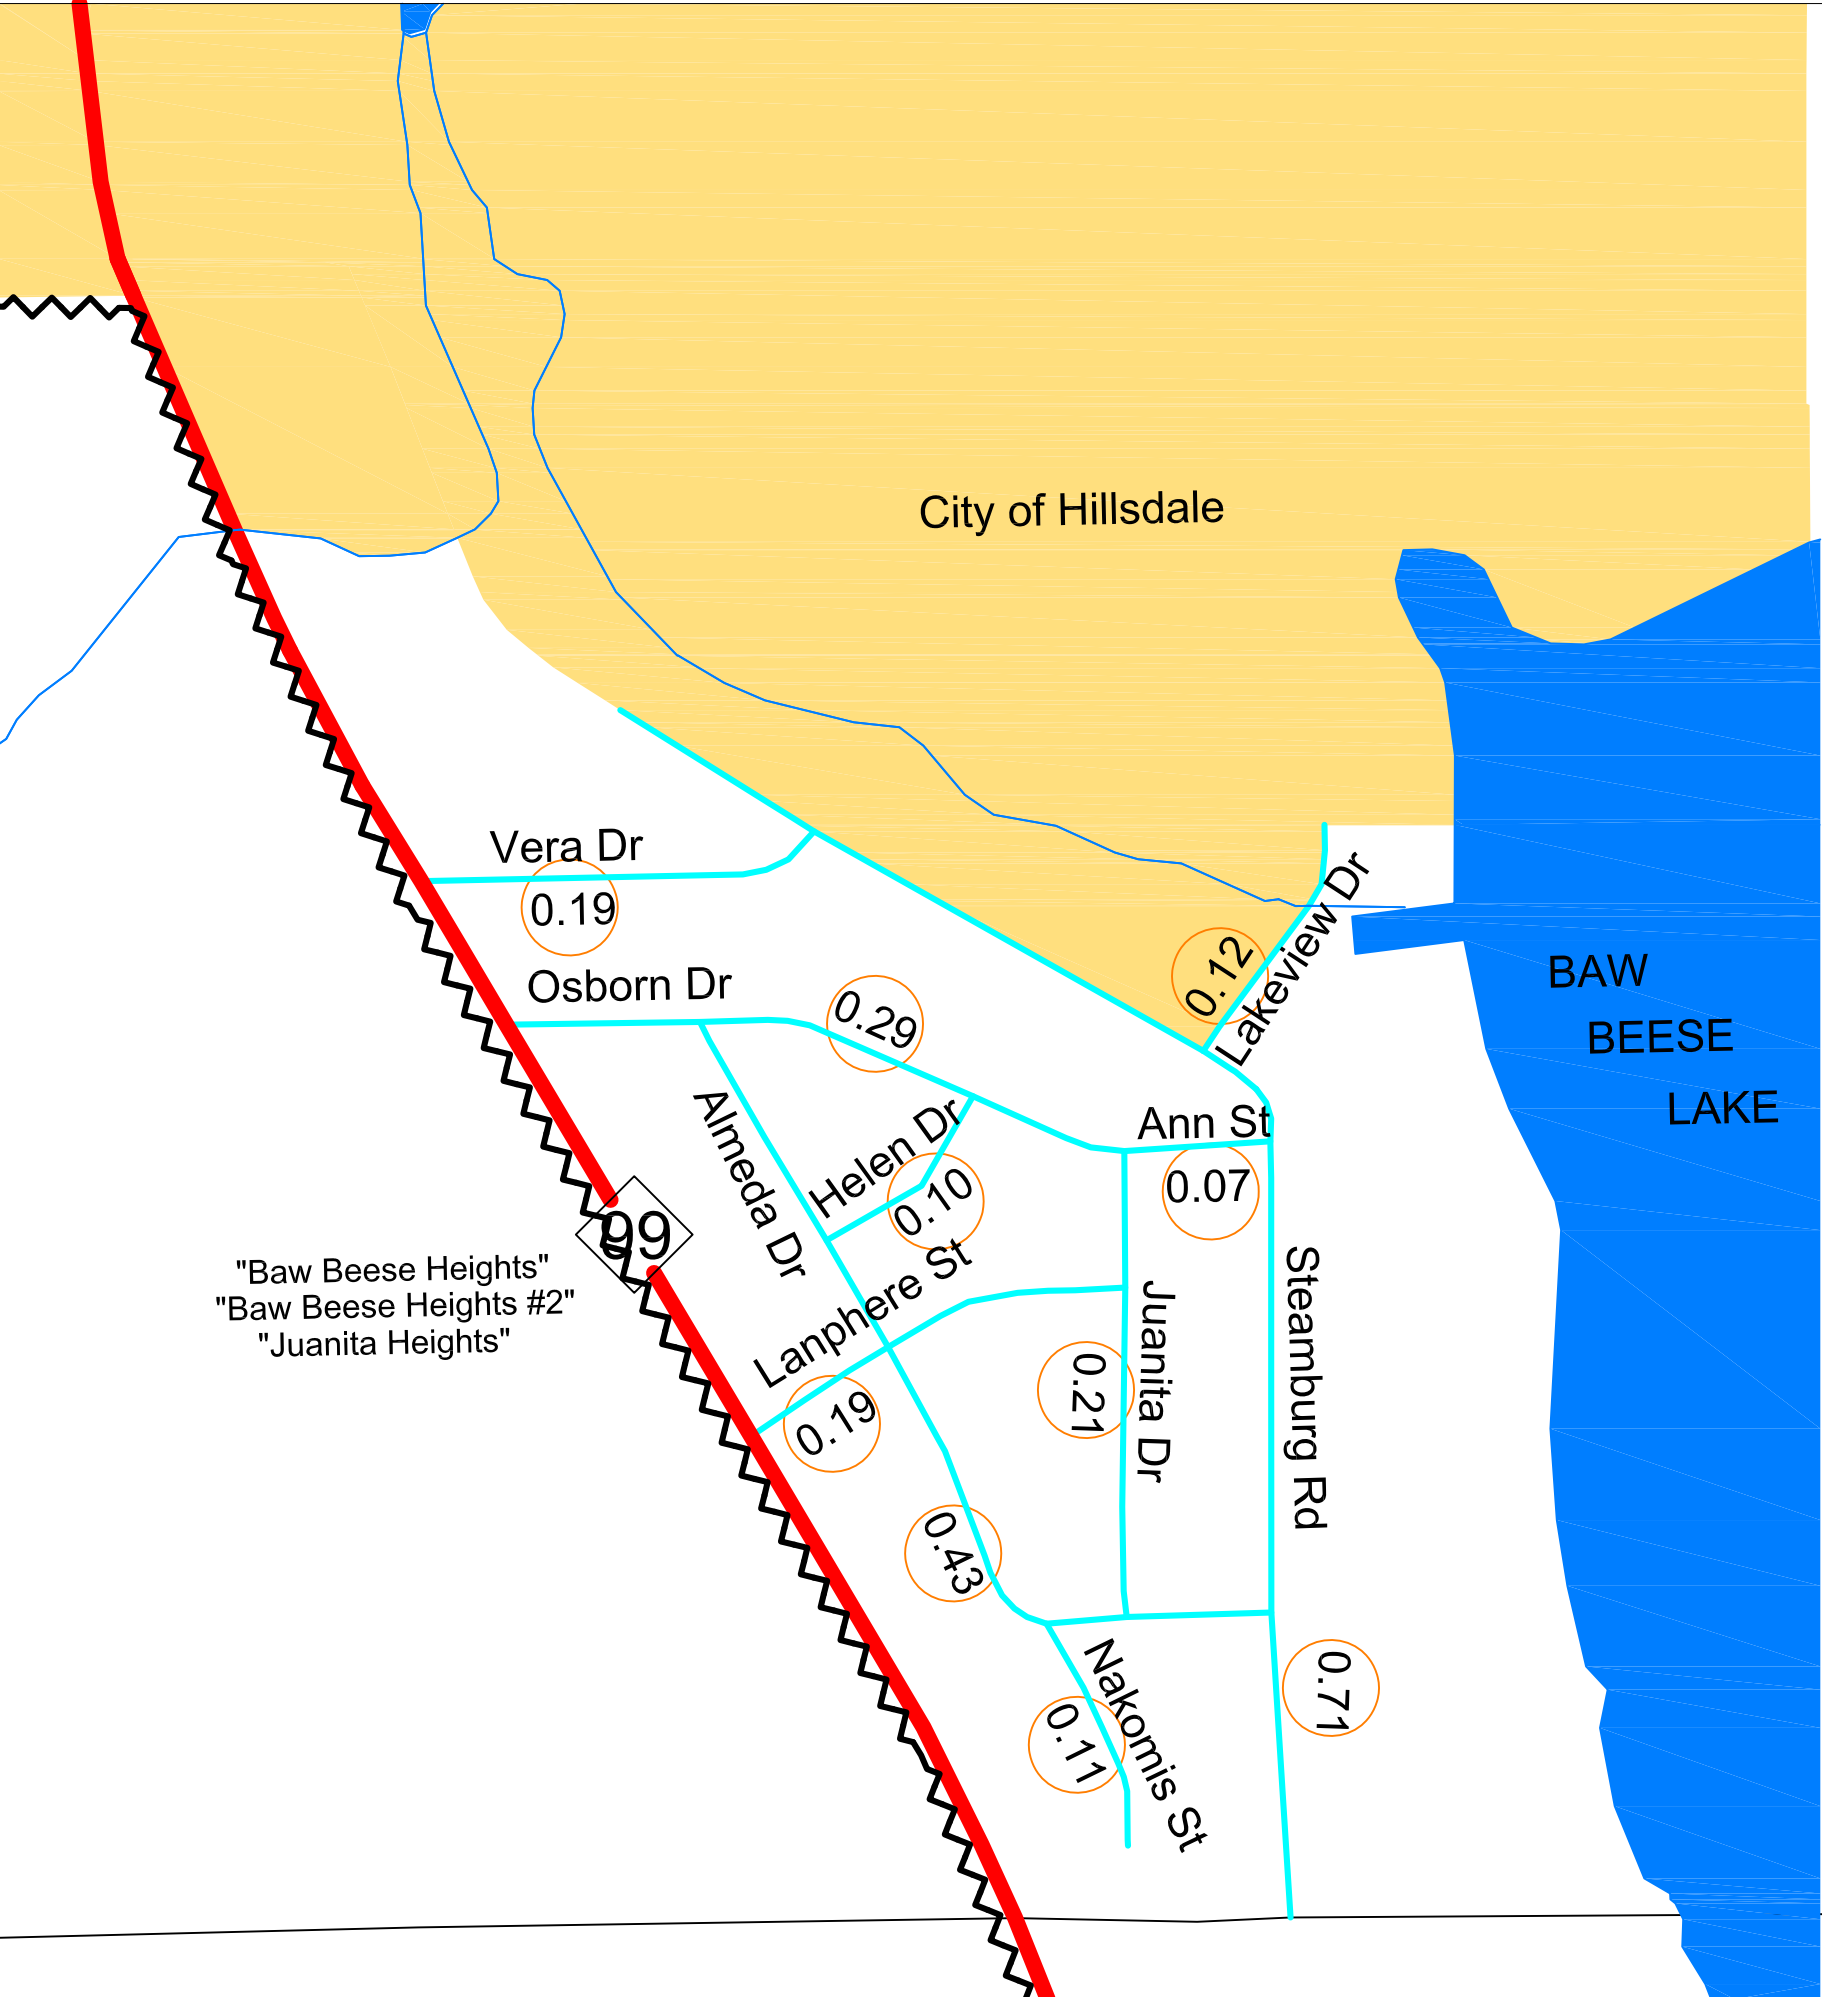 City of Hillsdale
Vera Dr
0.19
Lakeview Dr
0.12
BAW
BEESE
LAKE
Osborn Dr
0.29
Ann St
0.07
Almeda Dr
Helen Dr
0.10
99
"Baw Beese Heights"
"Baw Beese Heights #2"
"Juanita Heights"
Lanphere St
0.19
Juanita Dr
0.21
Steamburg Rd
0.43
0.71
Nakomis St
0.11